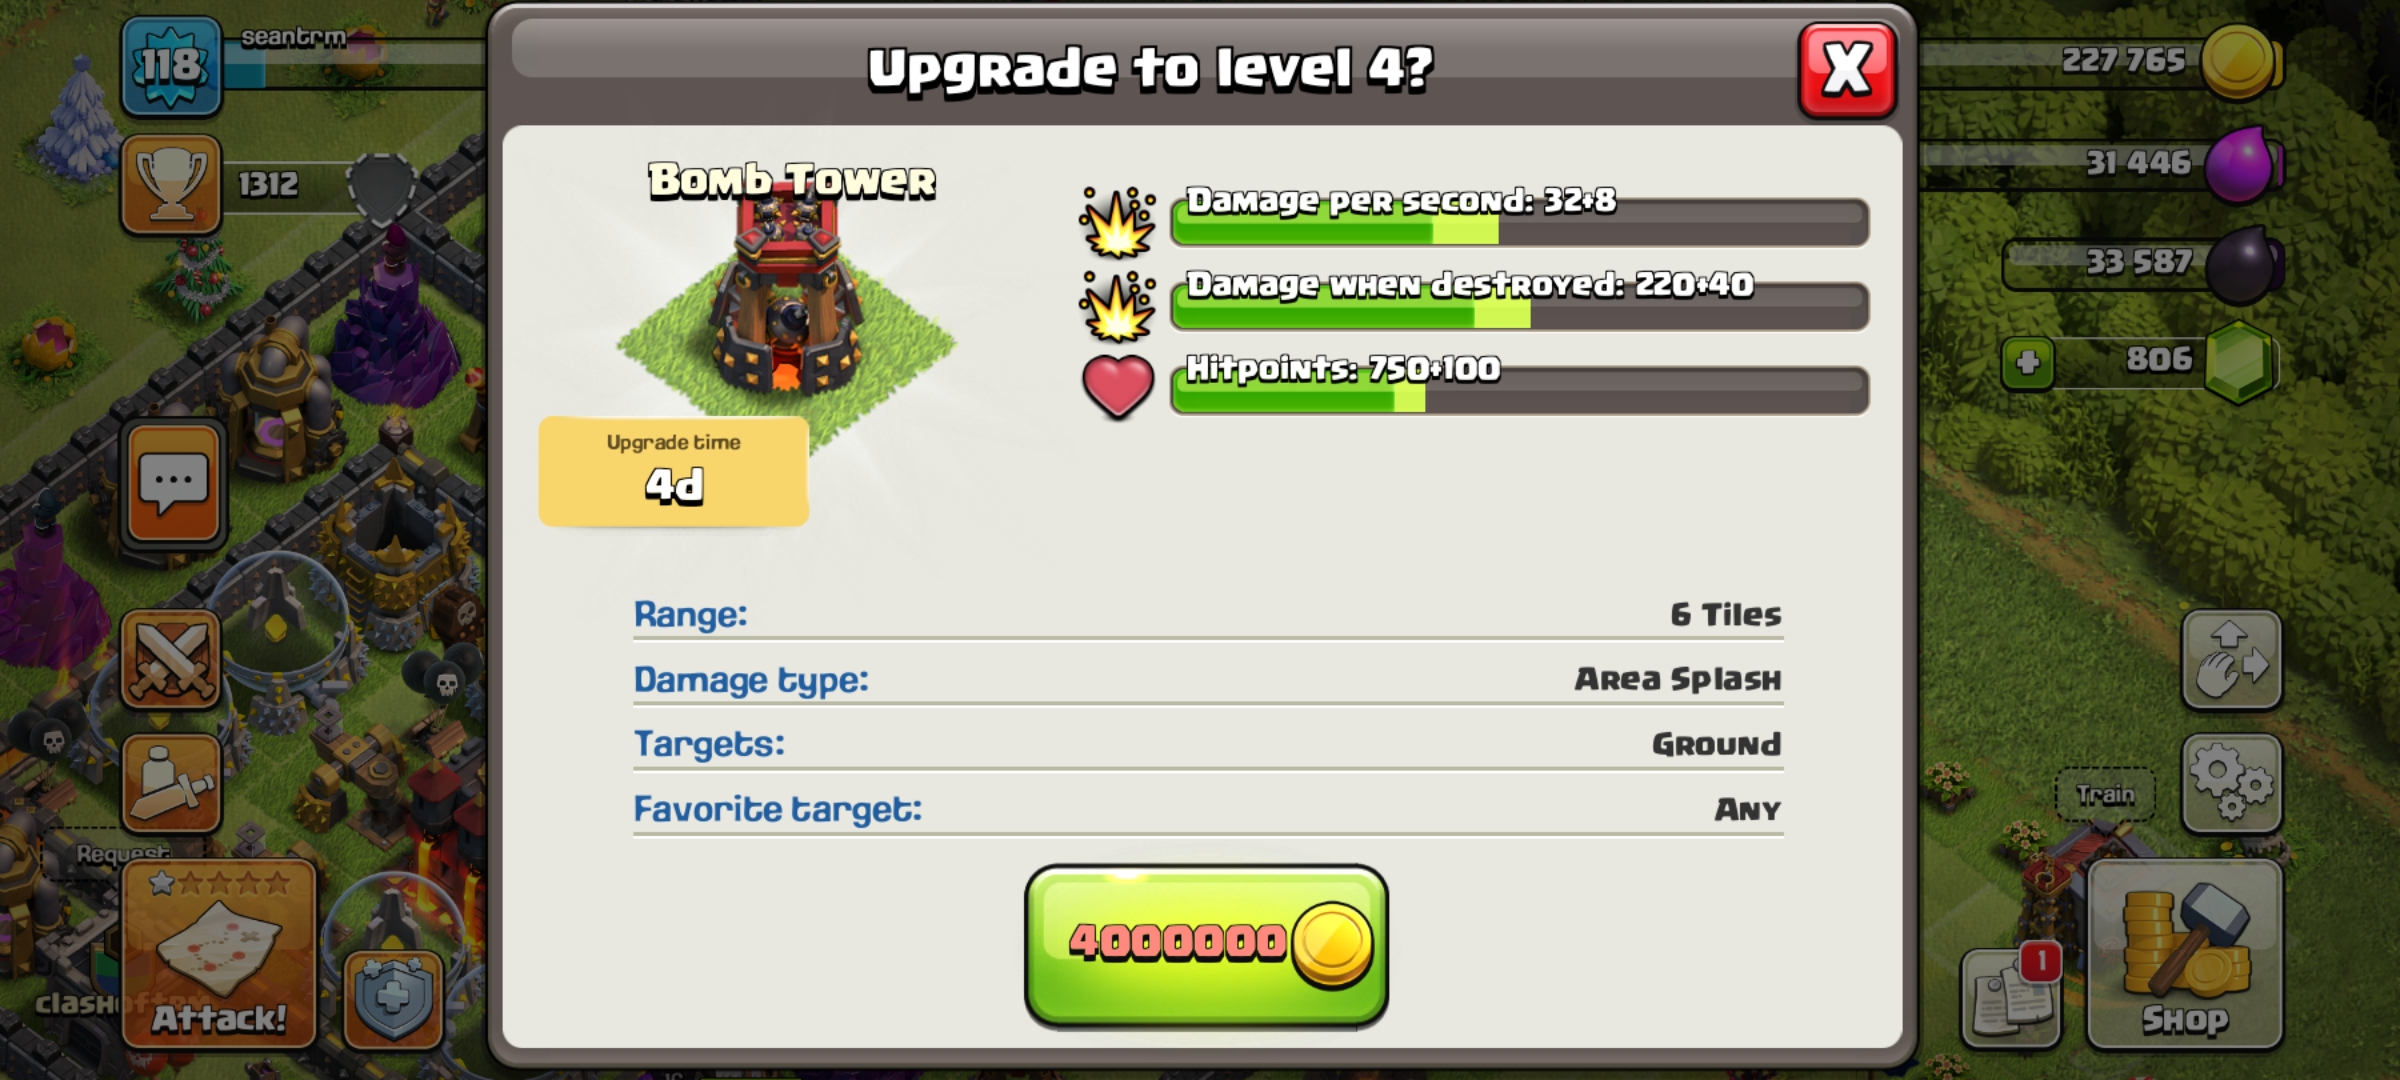 118
seantrm
1312
Upgrade to level 4?
X
227 765
31 446
33 587
806
Bomb Tower
Damage per second: 32+8
Damage when destroyed: 220+40
Hitpoints: 750+100
Upgrade time
4d
Range: 6 Tiles
Damage type: Area Splash
Targets: Ground
Favorite target: Any
4000000
Request
Attack!
Train
1
Shop